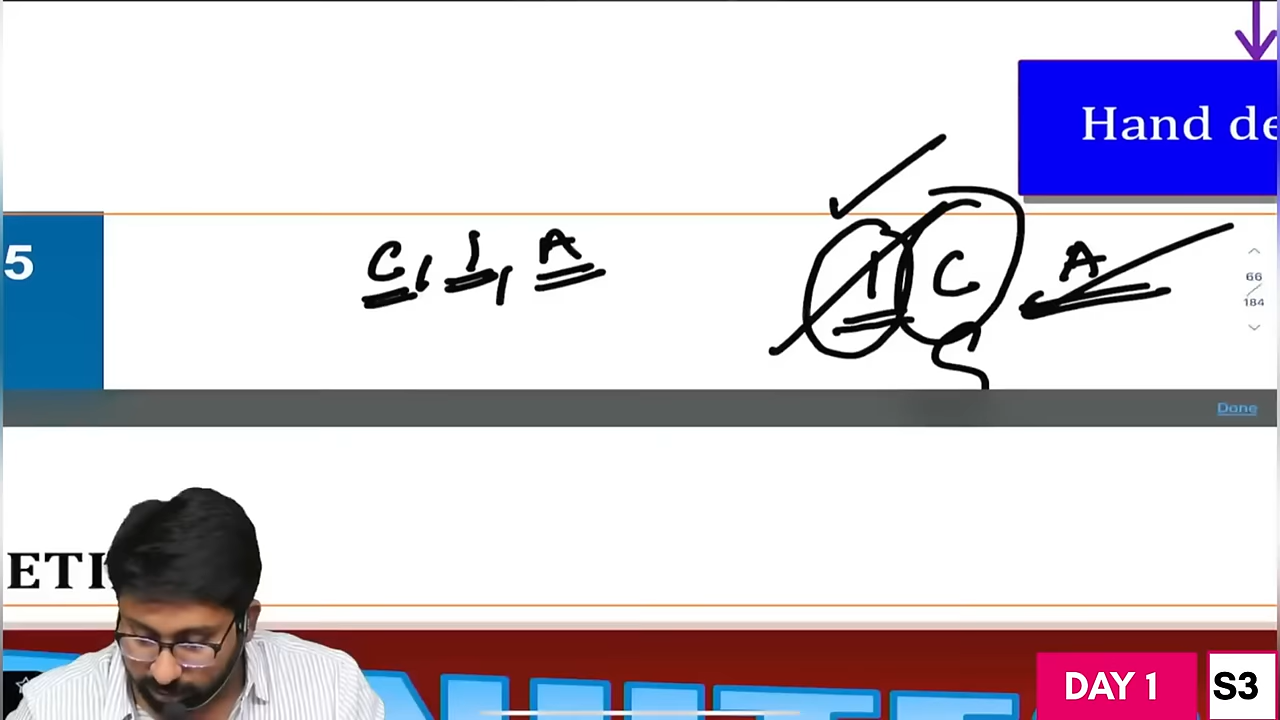 Hand de
5
C, I, A
I C A
66
184
Done
ETI
DAY 1
S3